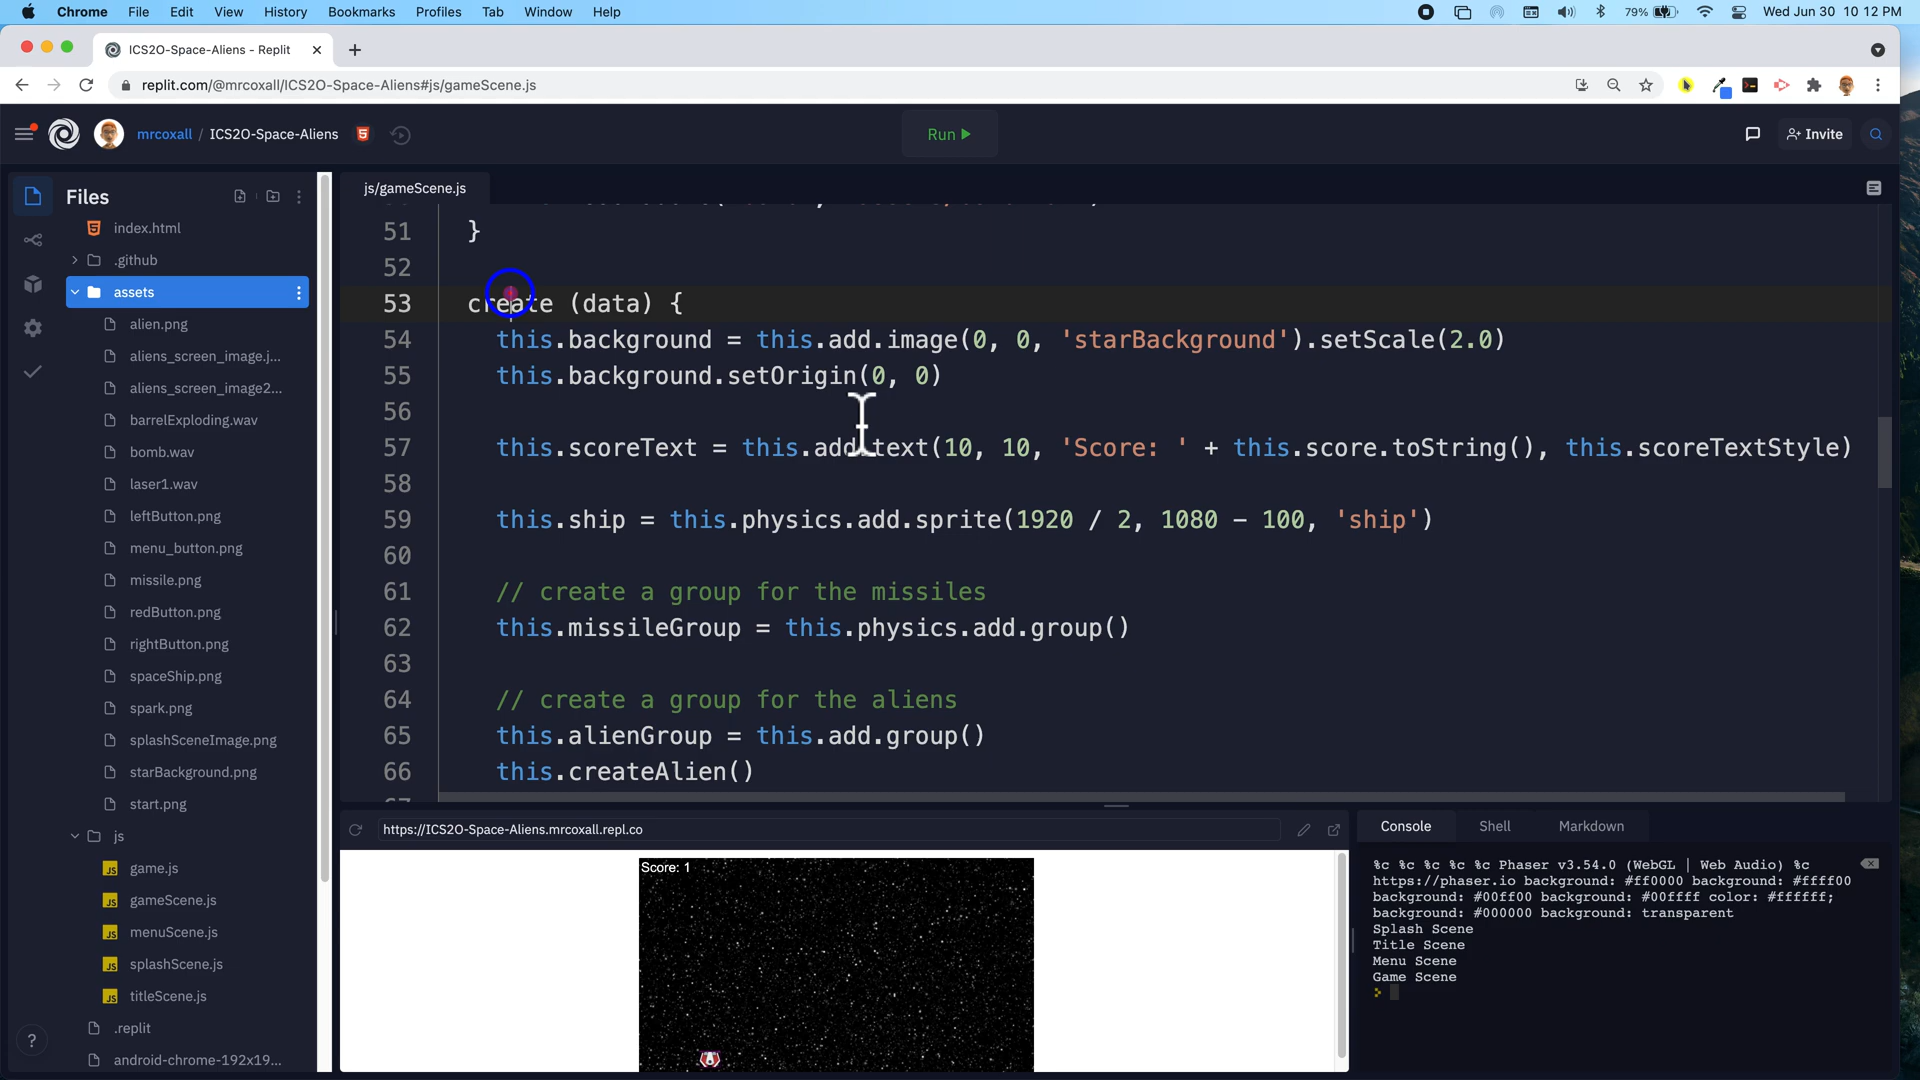 Chrome File Edit View History Bookmarks Profiles Tab Window Help 79% Wed Jun 30 10 12 PM
ICS2O-Space-Aliens - Replit
replit.com/@mrcoxall/ICS2O-Space-Aliens#js/gameScene.js
mrcoxall / ICS2O-Space-Aliens Run Invite
Files
index.html
.github
assets
alien.png
aliens_screen_image.j...
aliens_screen_image2...
barrelExploding.wav
bomb.wav
laser1.wav
leftButton.png
menu_button.png
missile.png
redButton.png
rightButton.png
spaceShip.png
spark.png
splashSceneImage.png
starBackground.png
start.png
js
game.js
gameScene.js
menuScene.js
splashScene.js
titleScene.js
.replit
android-chrome-192x19...
js/gameScene.js
51 }
52
53 create (data) {
54 this.background = this.add.image(0, 0, 'starBackground').setScale(2.0)
55 this.background.setOrigin(0, 0)
56
57 this.scoreText = this.add.text(10, 10, 'Score: ' + this.score.toString(), this.scoreTextStyle)
58
59 this.ship = this.physics.add.sprite(1920 / 2, 1080 - 100, 'ship')
60
61 // create a group for the missiles
62 this.missileGroup = this.physics.add.group()
63
64 // create a group for the aliens
65 this.alienGroup = this.add.group()
66 this.createAlien()
https://ICS2O-Space-Aliens.mrcoxall.repl.co
Score: 1
Console Shell Markdown
%c %c %c %c %c Phaser v3.54.0 (WebGL | Web Audio) %c
https://phaser.io background: #ff0000 background: #ffff00
background: #00ff00 background: #00ffff color: #ffffff;
background: #000000 background: transparent
Splash Scene
Title Scene
Menu Scene
Game Scene